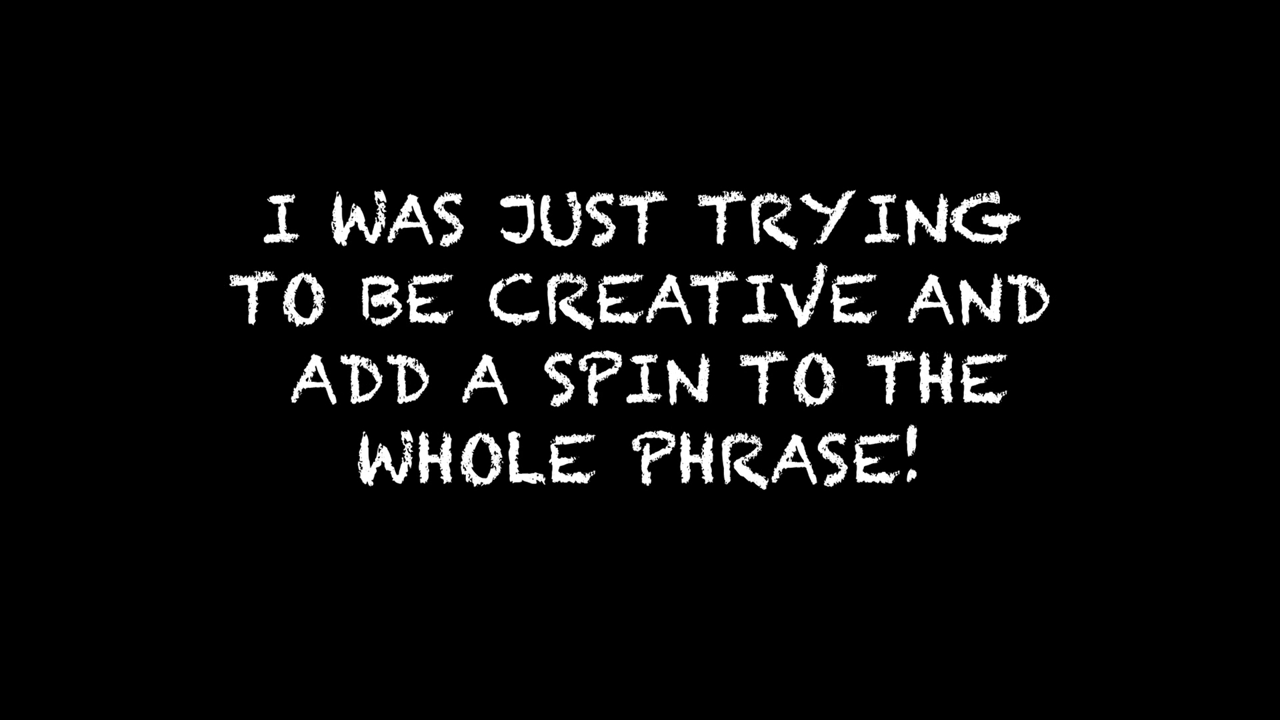 I WAS JUST TRYING
TO BE CREATIVE AND
ADD A SPIN TO THE
WHOLE PHRASE!